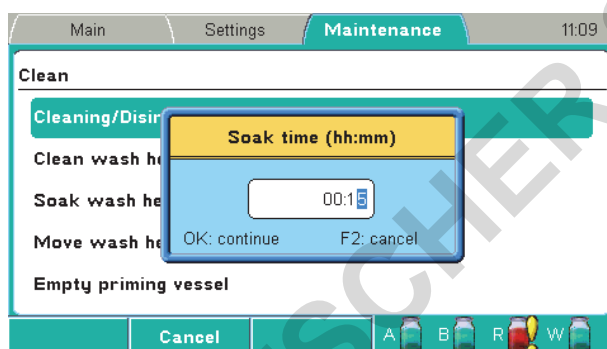 Main Settings Maintenance 11:09
Clean
Cleaning/Disin
Soak time (hh:mm)
Clean wash he
00:15
Soak wash he
OK: continue F2: cancel
Move wash he
Empty priming vessel
Cancel A B R W
SCHER